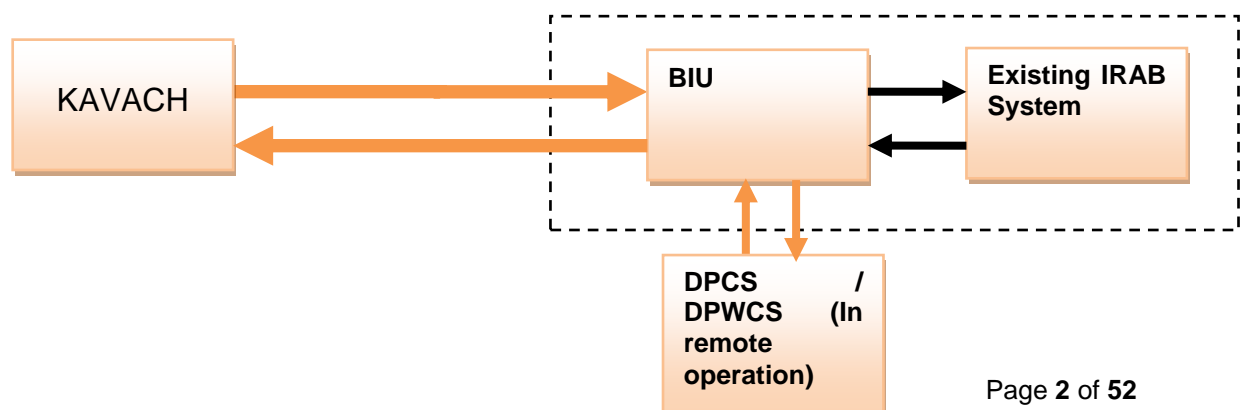 KAVACH
BIU
Existing IRAB
System
DPCS /
DPWCS (In
remote
operation)
Page 2 of 52